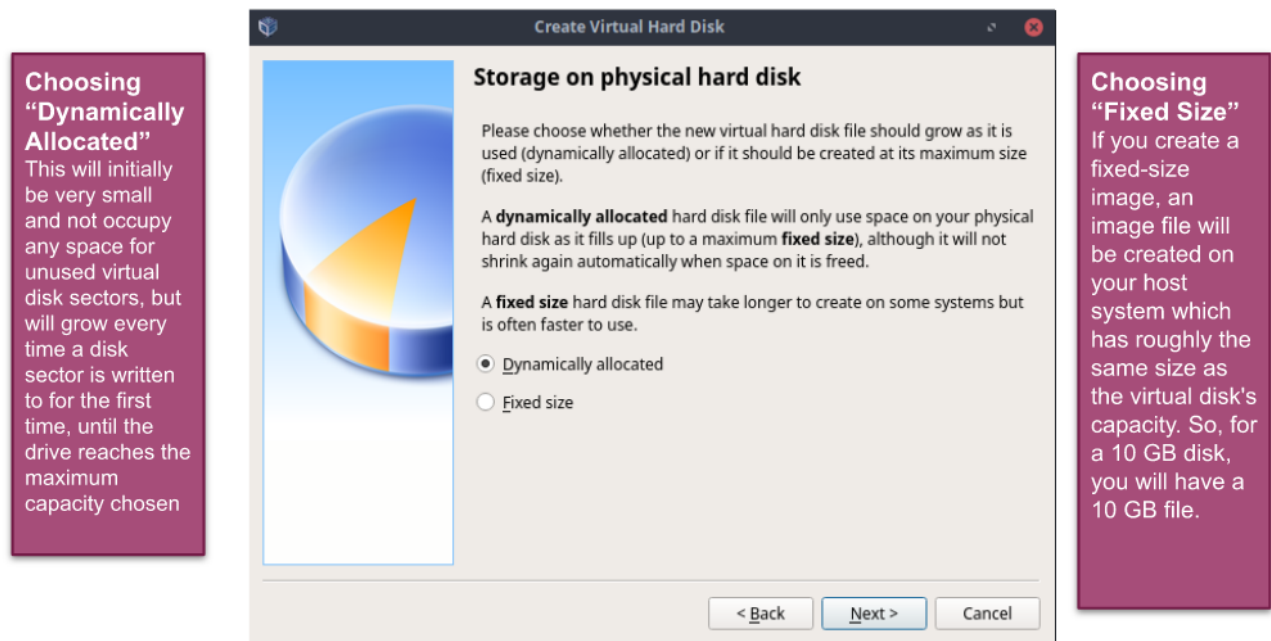 Choosing
“Dynamically
Allocated”
This will initially
be very small
and not occupy
any space for
unused virtual
disk sectors, but
will grow every
time a disk
sector is written
to for the first
time, until the
drive reaches the
maximum
capacity chosen
Create Virtual Hard Disk
Storage on physical hard disk
Please choose whether the new virtual hard disk file should grow as it is
used (dynamically allocated) or if it should be created at its maximum size
(fixed size).
A dynamically allocated hard disk file will only use space on your physical
hard disk as it fills up (up to a maximum fixed size), although it will not
shrink again automatically when space on it is freed.
A fixed size hard disk file may take longer to create on some systems but
is often faster to use.
Dynamically allocated
Fixed size
< Back
Next >
Cancel
Choosing
“Fixed Size”
If you create a
fixed-size
image, an
image file will
be created on
your host
system which
has roughly the
same size as
the virtual disk's
capacity. So, for
a 10 GB disk,
you will have a
10 GB file.